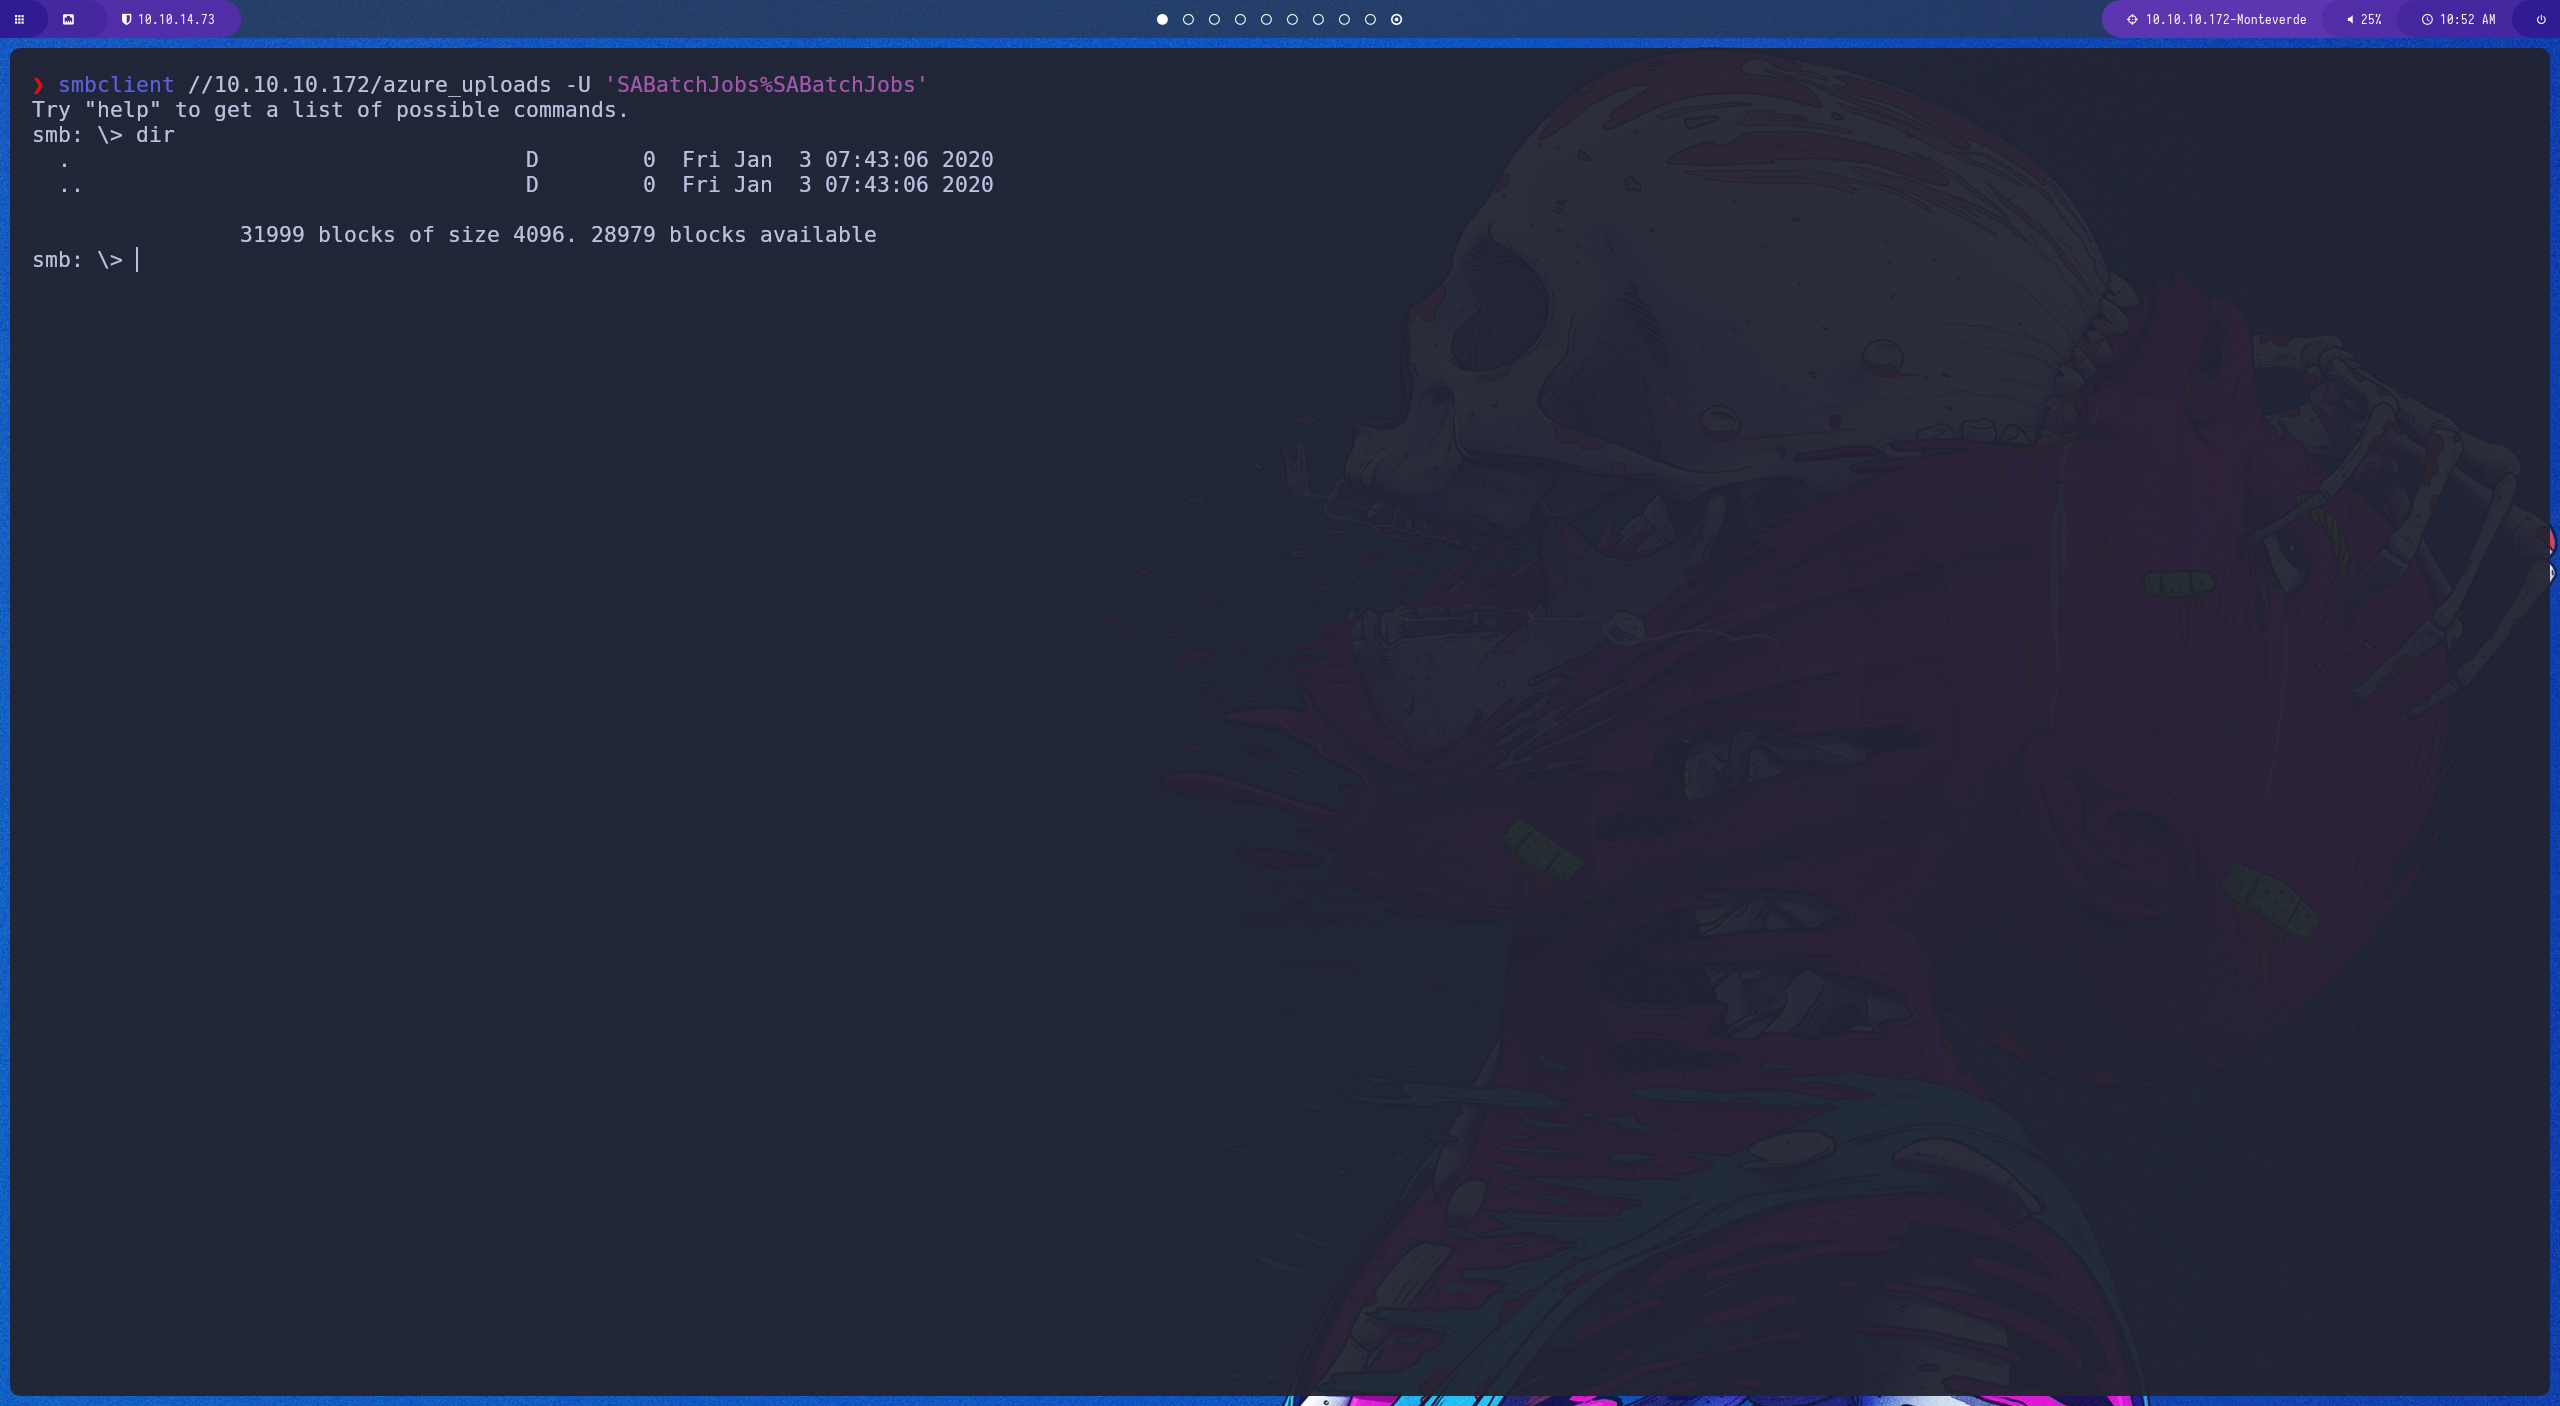 10.10.14.73
10.10.10.172-Monteverde 25% 10:52 AM
❯ smbclient //10.10.10.172/azure_uploads -U 'SABatchJobs%SABatchJobs'
Try "help" to get a list of possible commands.
smb: \> dir
  .                                   D        0  Fri Jan  3 07:43:06 2020
  ..                                  D        0  Fri Jan  3 07:43:06 2020
                31999 blocks of size 4096. 28979 blocks available
smb: \>